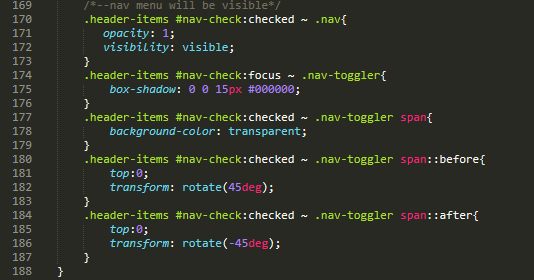 169 /*--nav menu will be visible*/
170 .header-items #nav-check:checked ~ .nav{
171 opacity: 1;
172 visibility: visible;
173 }
174 .header-items #nav-check:focus ~ .nav-toggler{
175 box-shadow: 0 0 15px #000000;
176 }
177 .header-items #nav-check:checked ~ .nav-toggler span{
178 background-color: transparent;
179 }
180 .header-items #nav-check:checked ~ .nav-toggler span::before{
181 top:0;
182 transform: rotate(45deg);
183 }
184 .header-items #nav-check:checked ~ .nav-toggler span::after{
185 top:0;
186 transform: rotate(-45deg);
187 }
188 }